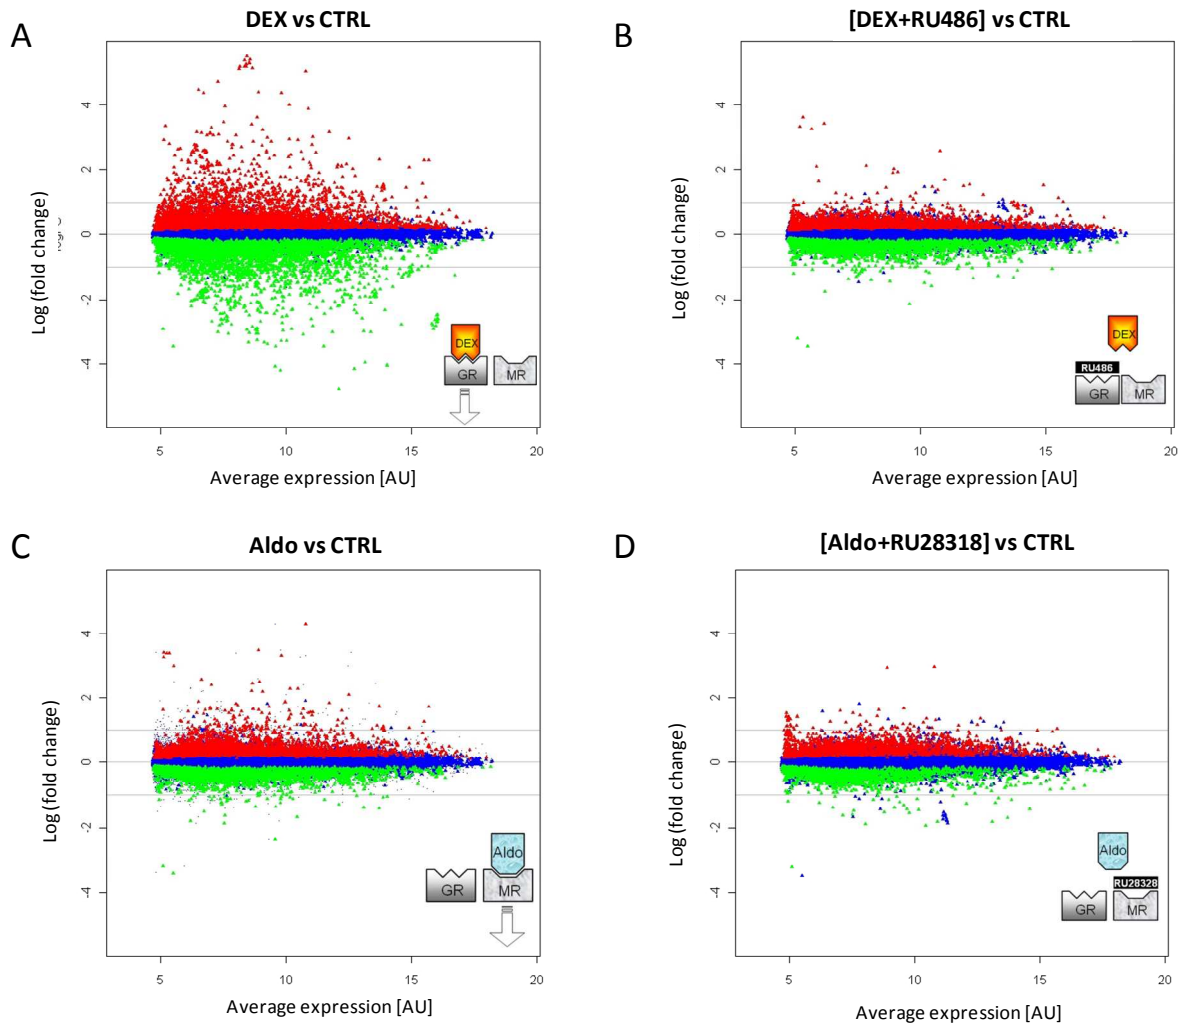 A
DEX vs CTRL
Log (fold change)
4
2
0
-2
-4
DEX
GR
MR
5
10
15
20
Average expression [AU]
B
[DEX+RU486] vs CTRL
Log (fold change)
4
2
0
-2
-4
DEX
RU486
GR
MR
5
10
15
20
Average expression [AU]
C
Aldo vs CTRL
Log (fold change)
4
2
0
-2
-4
Aldo
GR
MR
5
10
15
20
Average expression [AU]
D
[Aldo+RU28318] vs CTRL
Log (fold change)
4
2
0
-2
-4
Aldo
RU28328
GR
MR
5
10
15
20
Average expression [AU]